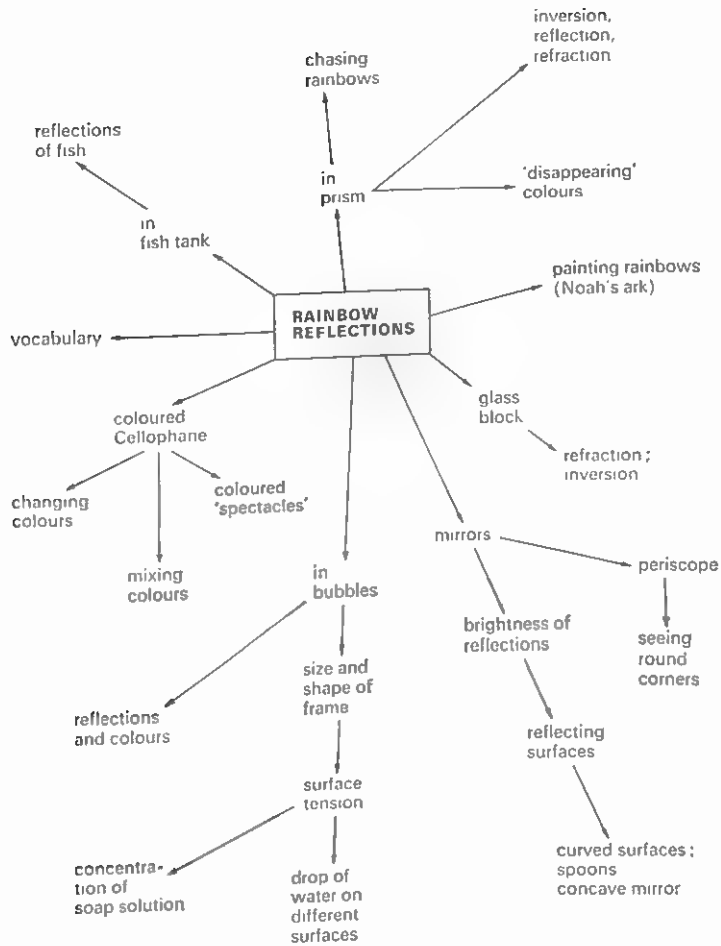 inversion,
reflection,
refraction
chasing
rainbows
reflections
of fish
in
prism
'disappearing'
colours
in
fish tank
painting rainbows
(Noah's ark)
RAINBOW
REFLECTIONS
vocabulary
glass
block
coloured
Cellophane
refraction;
inversion
coloured
'spectacles'
changing
colours
mirrors
periscope
mixing
colours
in
bubbles
brightness of
reflections
seeing
round
corners
size and
shape of
frame
reflections
and colours
reflecting
surfaces
surface
tension
curved surfaces;
spoons
concave mirror
concentra-
tion of
soap solution
drop of
water on
different
surfaces